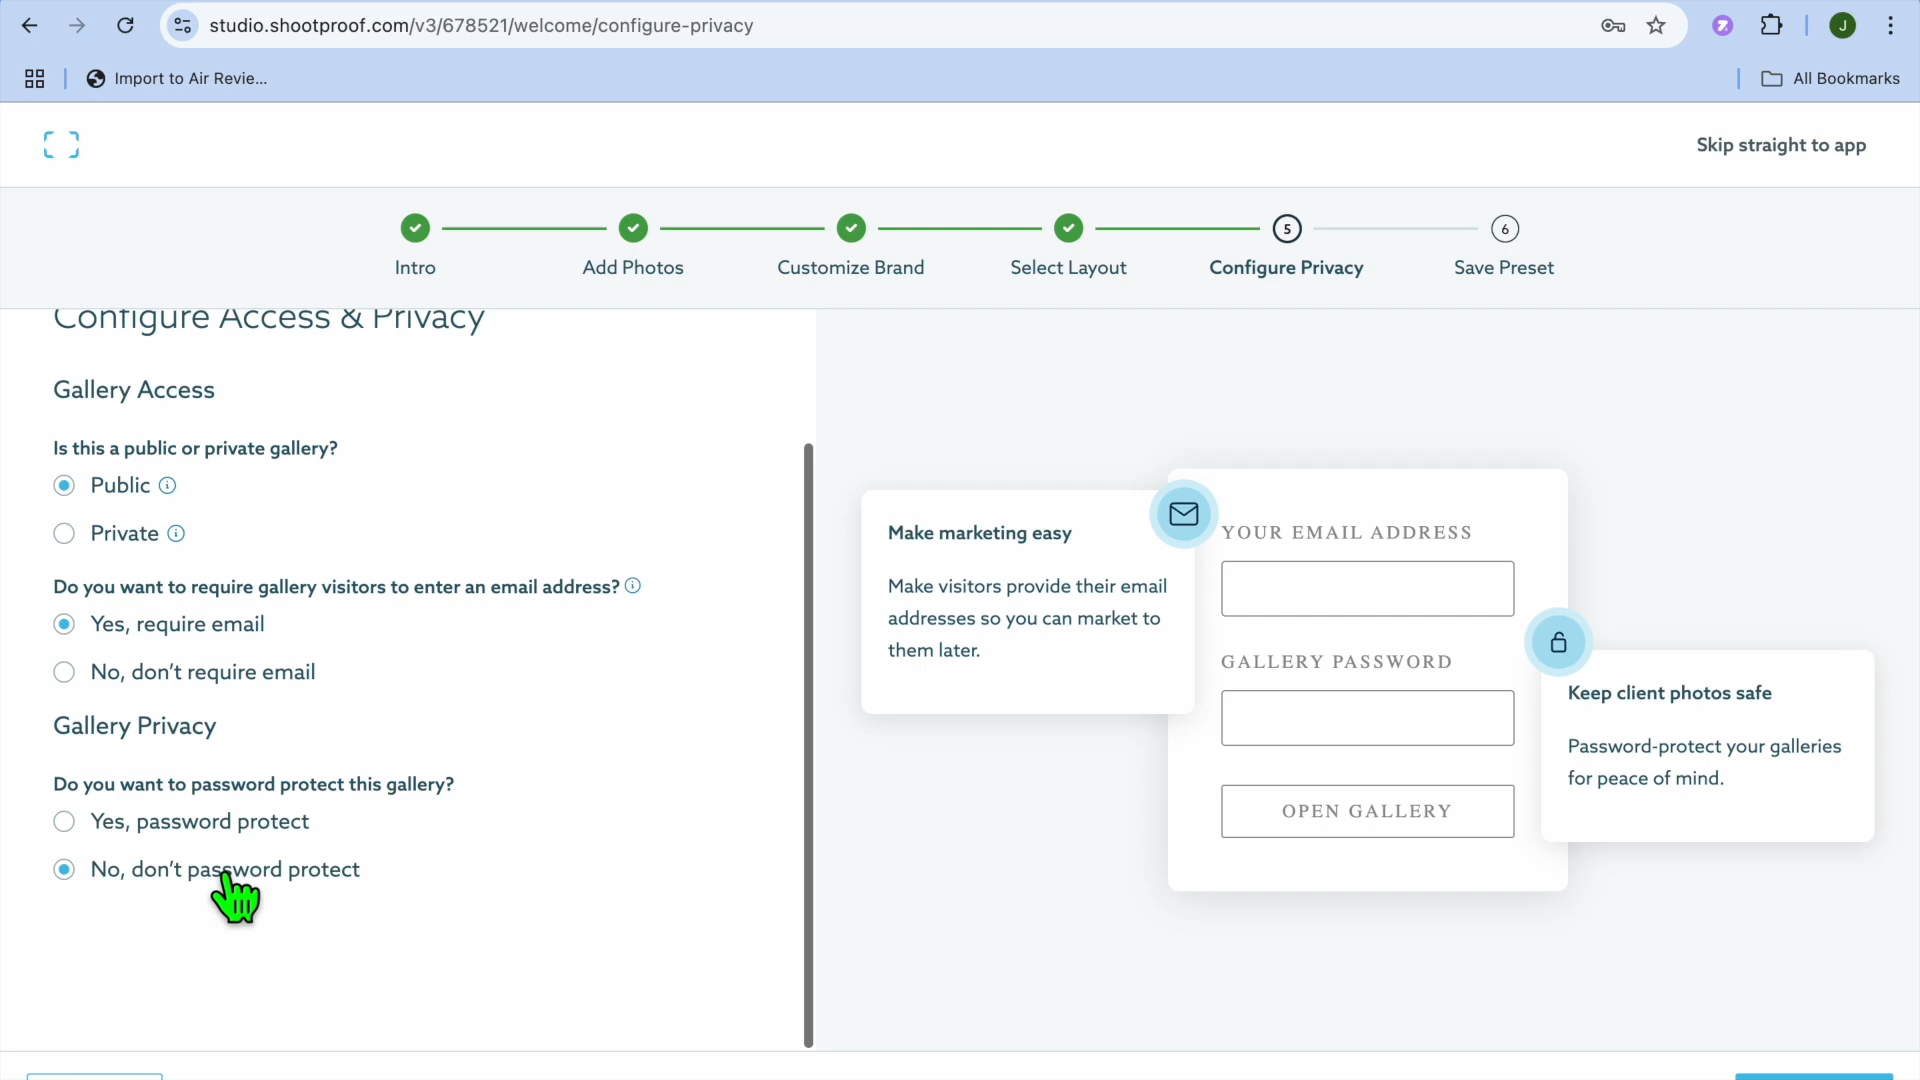 studio.shootproof.com/v3/678521/welcome/configure-privacy
J
Import to Air Revie...
All Bookmarks
Skip straight to app
5
6
Intro
Add Photos
Customize Brand
Select Layout
Configure Privacy
Save Preset
Configure Access & Privacy
Gallery Access
Is this a public or private gallery?
Public
Private
Do you want to require gallery visitors to enter an email address?
Yes, require email
No, don't require email
Gallery Privacy
Do you want to password protect this gallery?
Yes, password protect
No, don't password protect
Make marketing easy
Make visitors provide their email
addresses so you can market to
them later.
YOUR EMAIL ADDRESS
GALLERY PASSWORD
OPEN GALLERY
Keep client photos safe
Password-protect your galleries
for peace of mind.